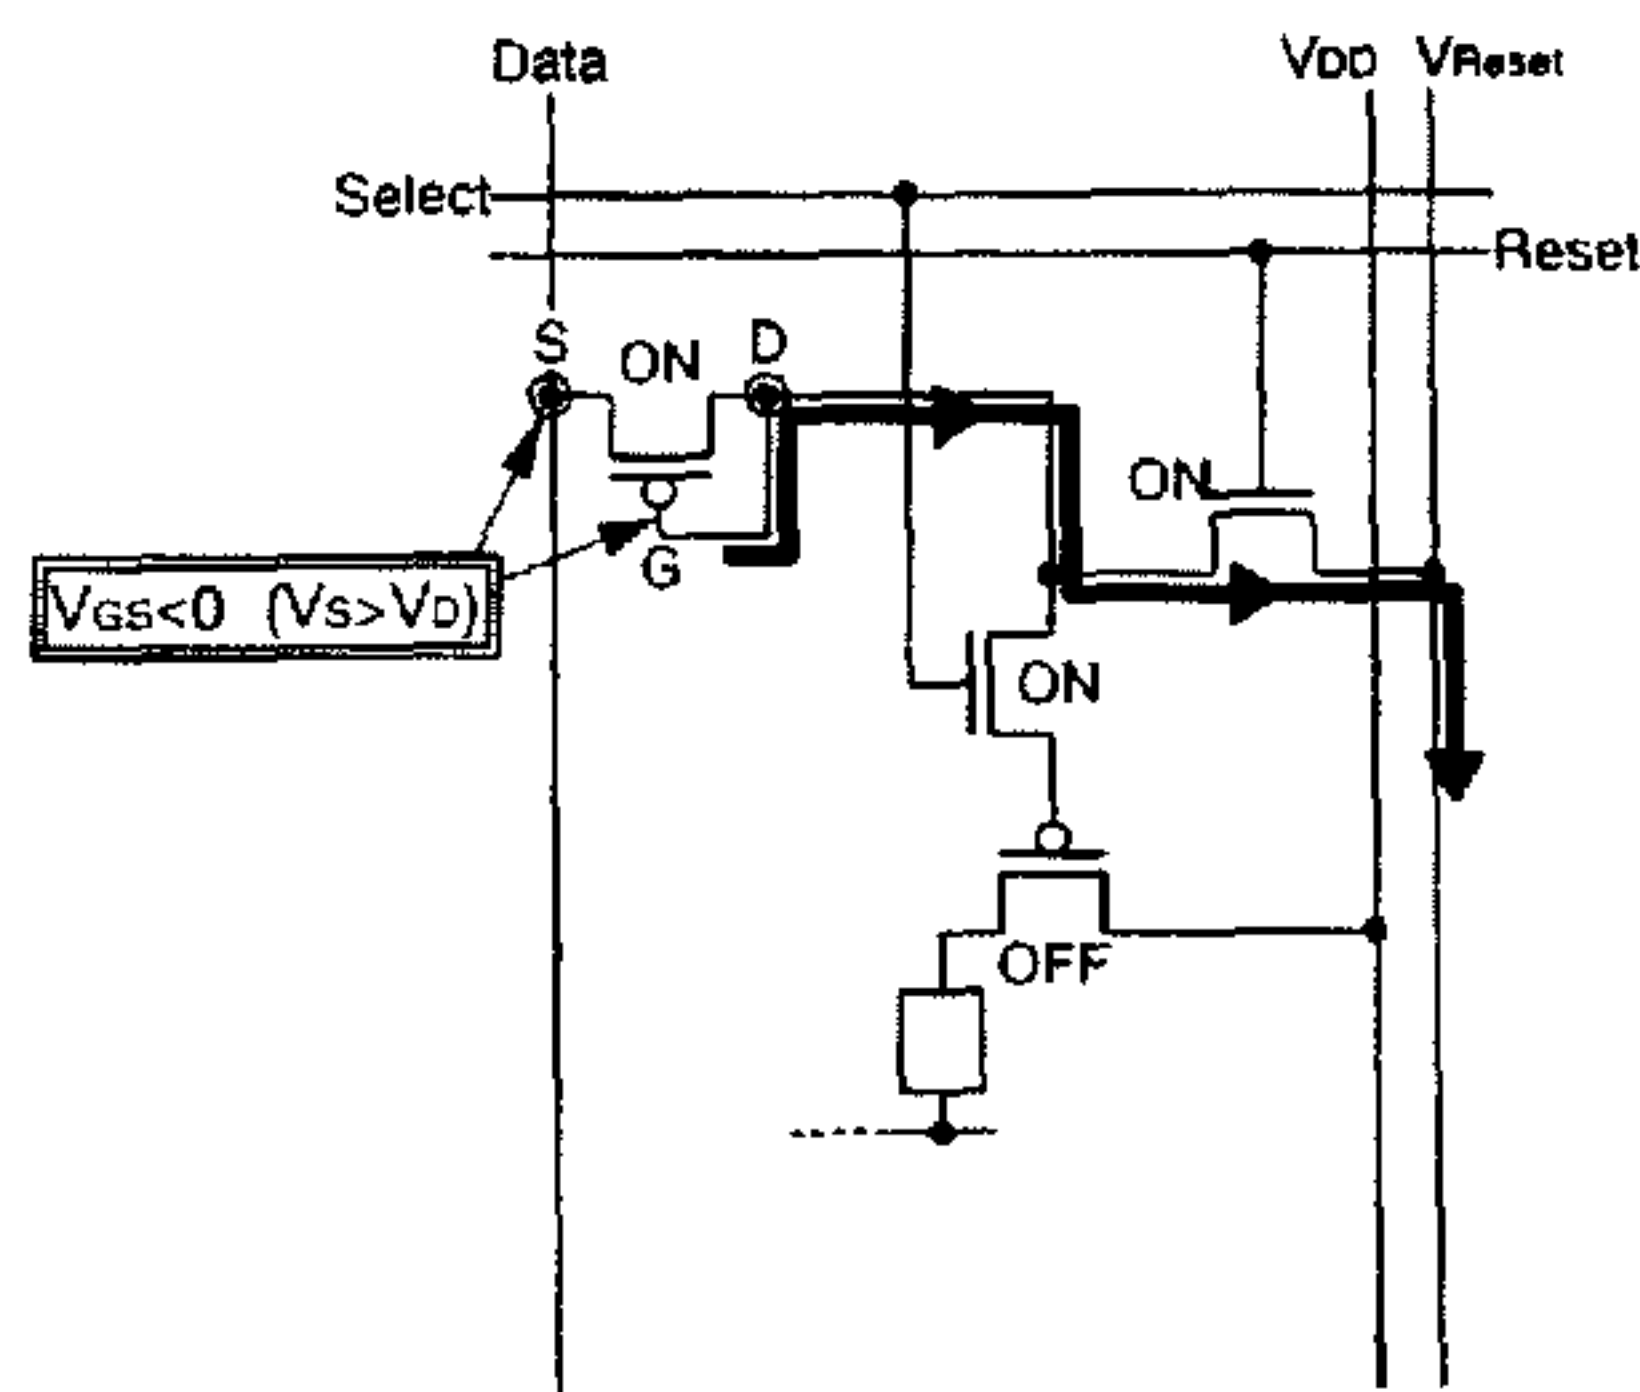 Data
VDD
VReset
Select
Reset
S
ON
D
ON
G
VGS<0 (VS>VD)
ON
OFF